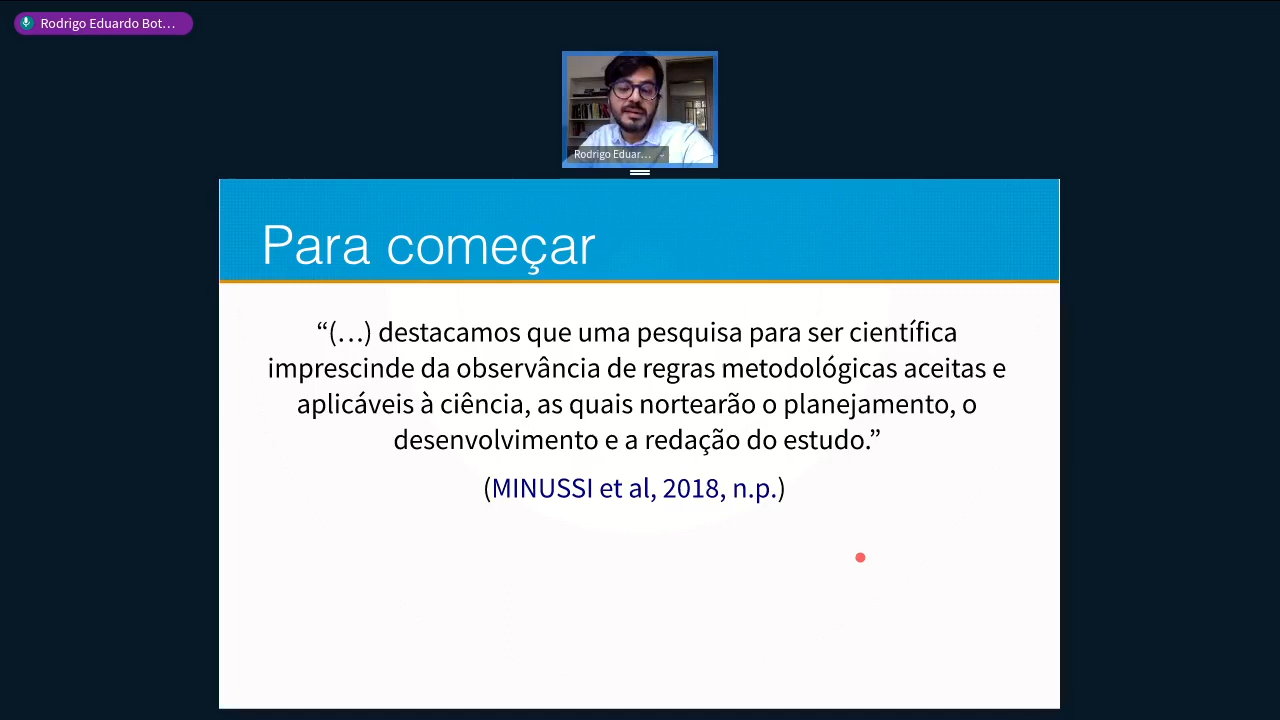 Rodrigo Eduardo Bot...
Rodrigo Eduar...
Para começar
“(…) destacamos que uma pesquisa para ser científica
imprescinde da observância de regras metodológicas aceitas e
aplicáveis à ciência, as quais nortearão o planejamento, o
desenvolvimento e a redação do estudo.”
(MINUSSI et al, 2018, n.p.)